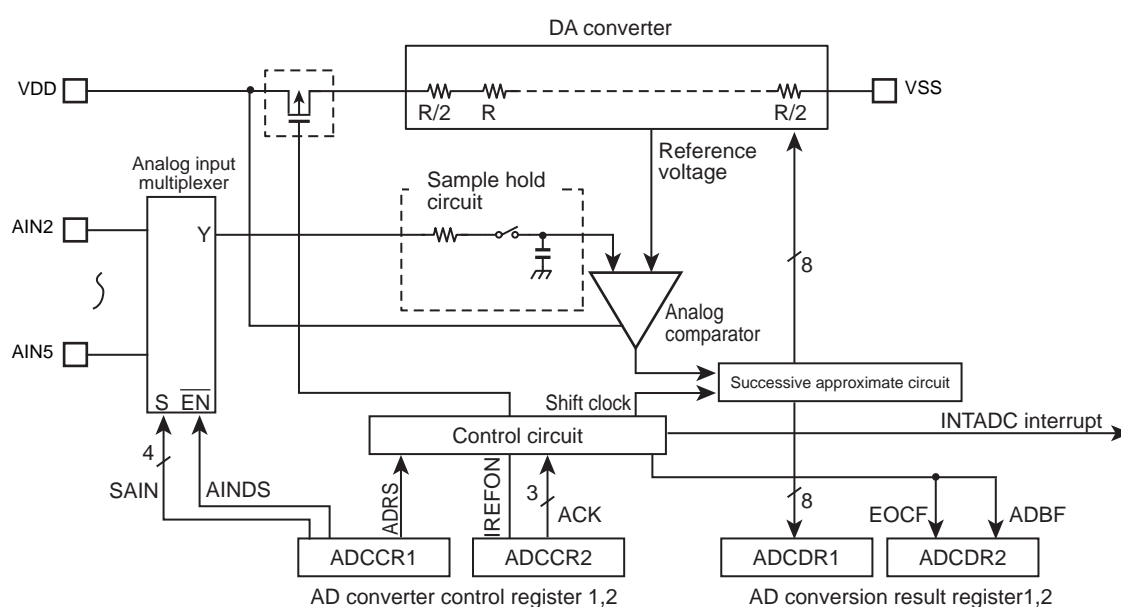 DA converter
VDD
R/2
R
R/2
VSS
Analog input
multiplexer
Reference
voltage
Sample hold
circuit
AIN2
Y
8
Analog
comparator
AIN5
Successive approximate circuit
S
EN
Shift clock
INTADC interrupt
Control circuit
4
SAIN
AINDS
ADRS
IREFON
3
ACK
8
EOCF
ADBF
ADCCR1
ADCCR2
ADCDR1
ADCDR2
AD converter control register 1,2
AD conversion result register1,2